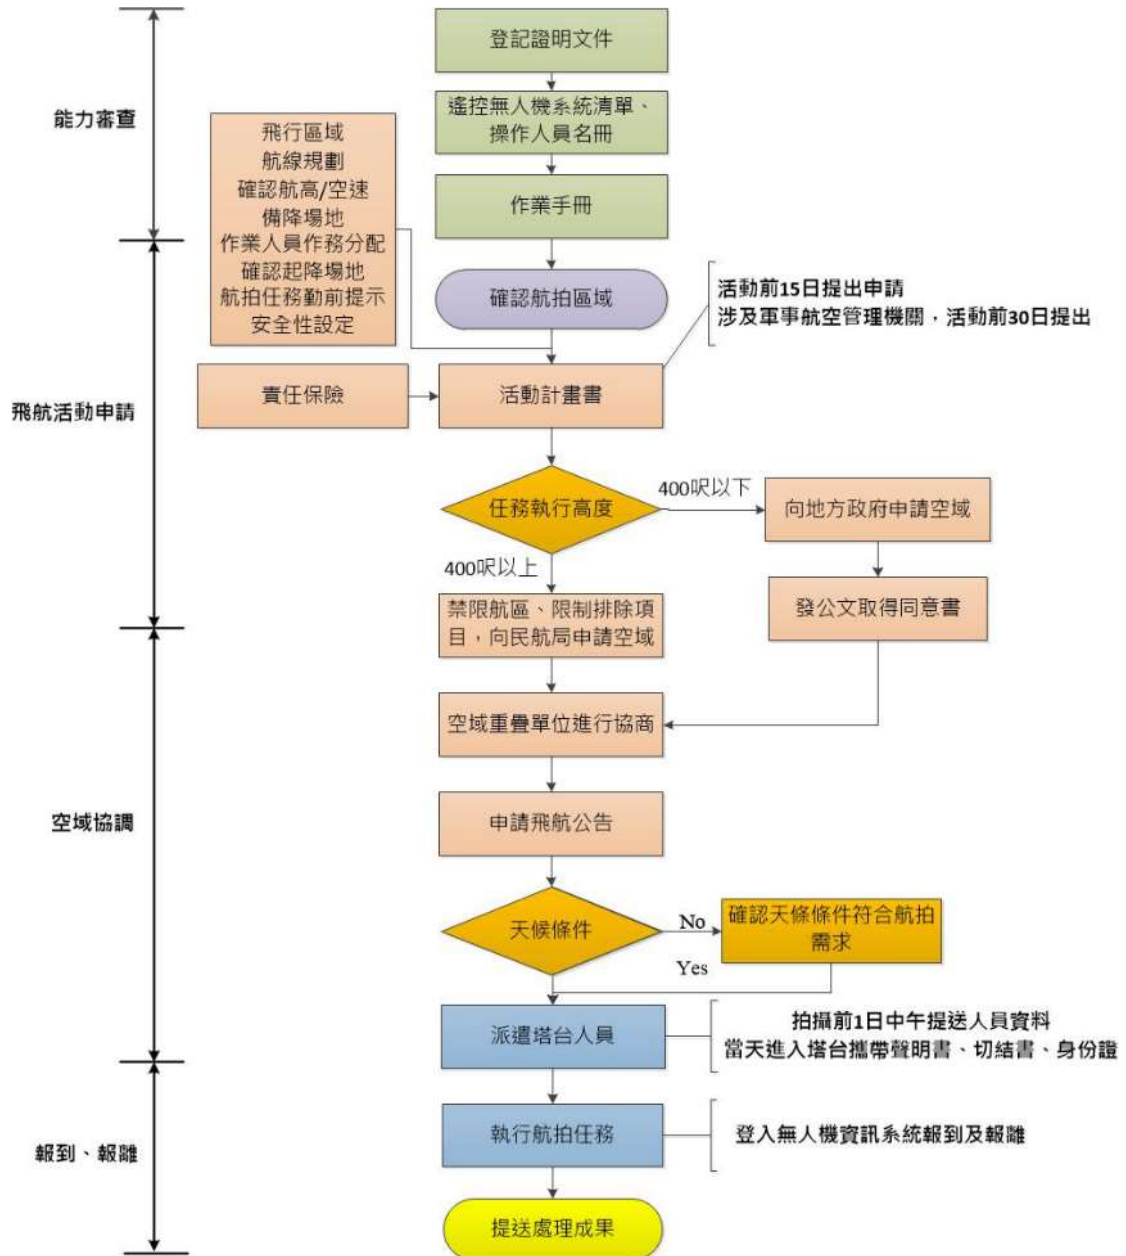 登記證明文件
能力審查
遙控無人機系統清單、
操作人員名冊
作業手冊
飛行區域
航線規劃
確認航高/空速
備降場地
作業人員作務分配
確認起降場地
航拍任務勤前提示
安全性設定
確認航拍區域
活動前15日提出申請
涉及軍事航空管理機關，活動前30日提出
飛航活動申請
責任保險
活動計畫書
任務執行高度
400呎以下
向地方政府申請空域
發公文取得同意書
400呎以上
禁限航區、限制排除項
目，向民航局申請空域
空域重疊單位進行協商
空域協調
申請飛航公告
天候條件
No
確認天條條件符合航拍
需求
Yes
派遣塔台人員
拍攝前1日中午提送人員資料
當天進入塔台攜帶聲明書、切結書、身份證
報到、報離
執行航拍任務
登入無人機資訊系統報到及報離
提送處理成果